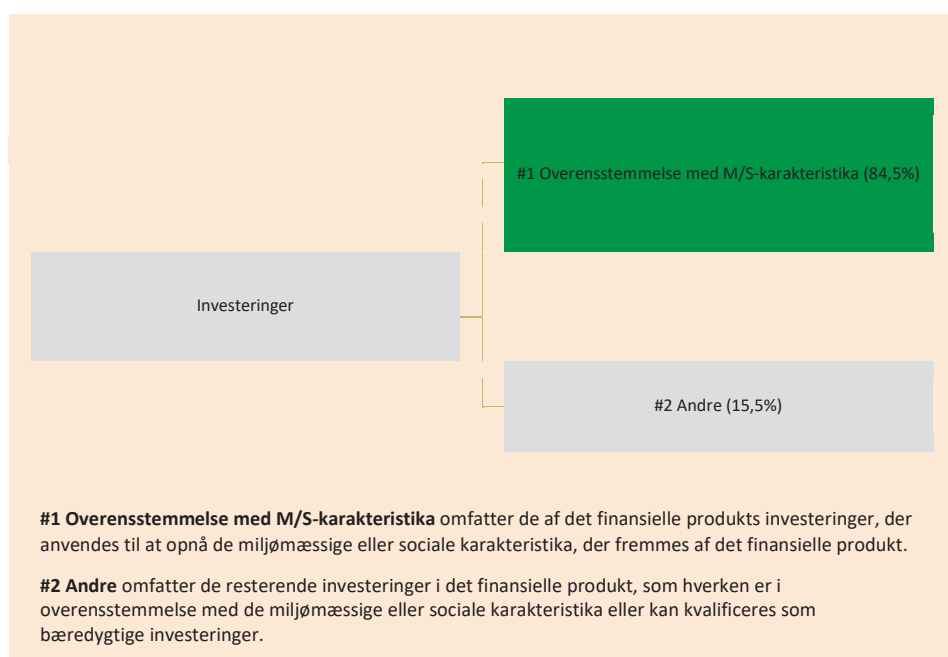 #1 Overensstemmelse med M/S-karakteristika (84,5%)
Investeringer
#2 Andre (15,5%)
#1 Overensstemmelse med M/S-karakteristika omfatter de af det finansielle produkts investeringer, der
anvendes til at opnå de miljømæssige eller sociale karakteristika, der fremmes af det finansielle produkt.
#2 Andre omfatter de resterende investeringer i det finansielle produkt, som hverken er i
overensstemmelse med de miljømæssige eller sociale karakteristika eller kan kvalificeres som
bæredygtige investeringer.